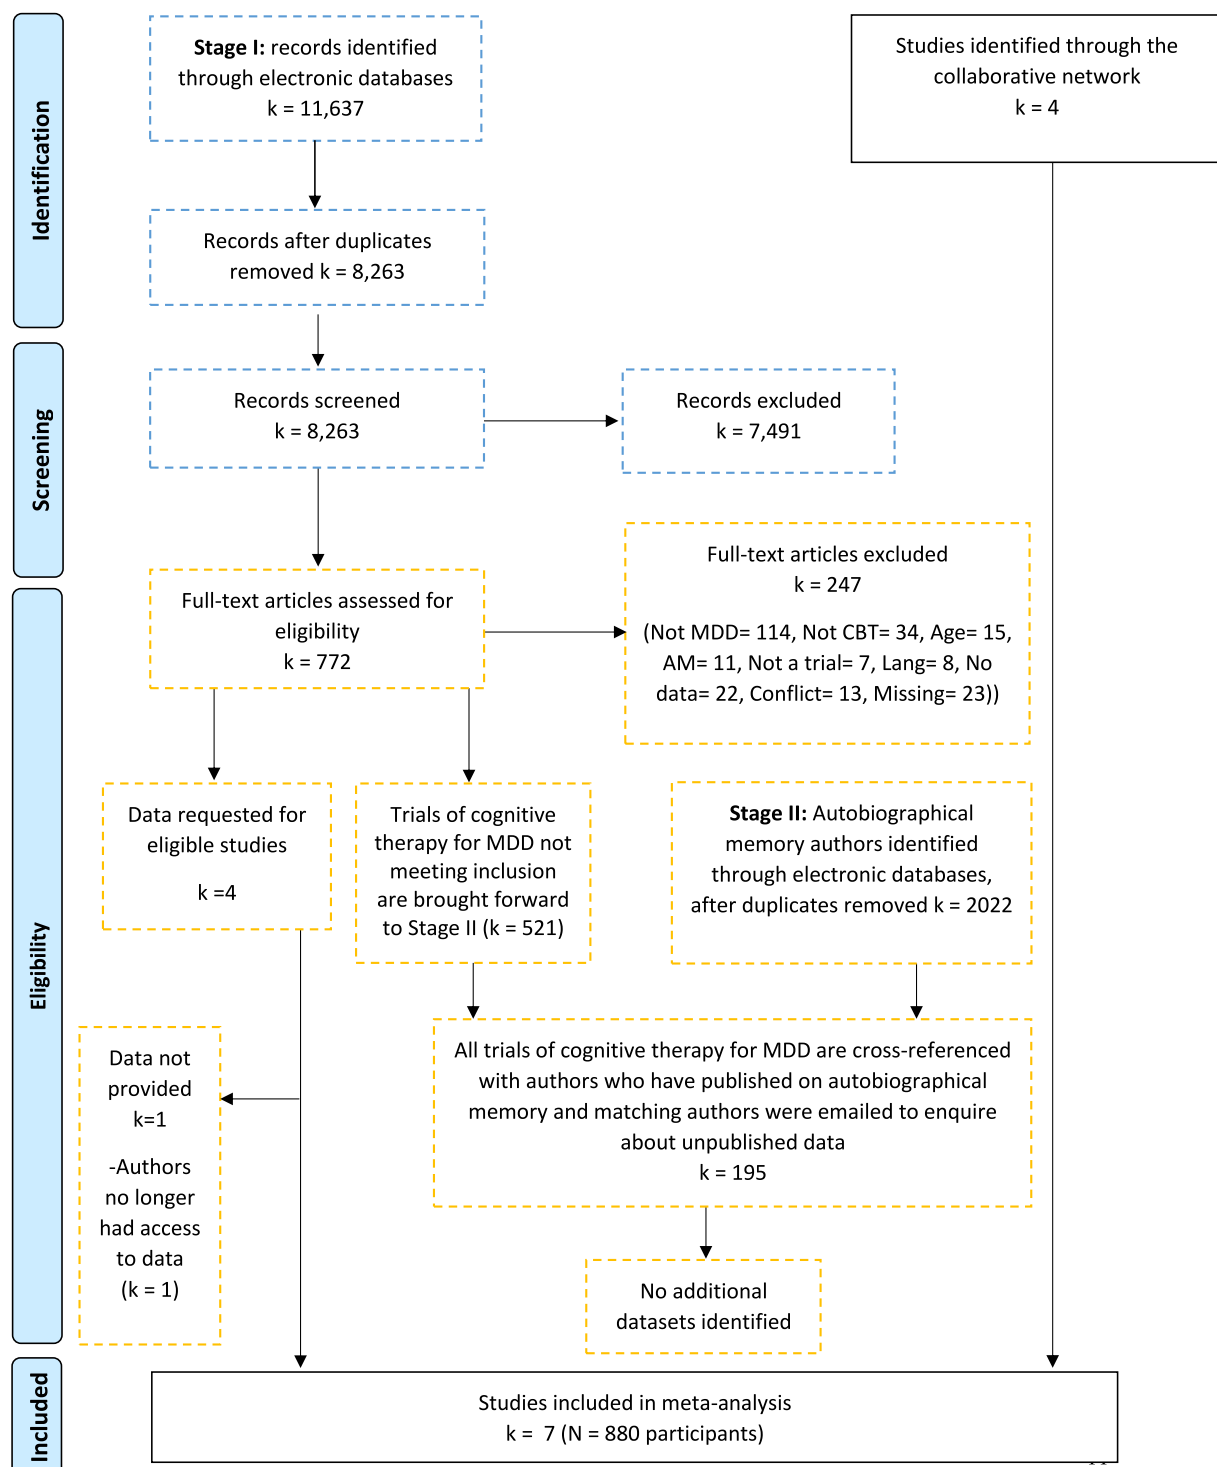 Identification
Stage I: records identified
through electronic databases
k = 11,637
Studies identified through the
collaborative network
k = 4
Records after duplicates
removed k = 8,263
Screening
Records screened
k = 8,263
Records excluded
k = 7,491
Eligibility
Full-text articles assessed for
eligibility
k = 772
Full-text articles excluded
k = 247
(Not MDD= 114, Not CBT= 34, Age= 15,
AM= 11, Not a trial= 7, Lang= 8, No
data= 22, Conflict= 13, Missing= 23))
Data requested for
eligible studies
k =4
Trials of cognitive
therapy for MDD not
meeting inclusion
are brought forward
to Stage II (k = 521)
Stage II: Autobiographical
memory authors identified
through electronic databases,
after duplicates removed k = 2022
Data not
provided
k=1
-Authors
no longer
had access
to data
(k = 1)
All trials of cognitive therapy for MDD are cross-referenced
with authors who have published on autobiographical
memory and matching authors were emailed to enquire
about unpublished data
k = 195
No additional
datasets identified
Included
Studies included in meta-analysis
k = 7 (N = 880 participants)